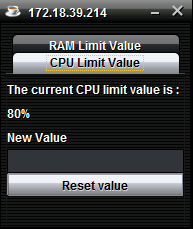 172.18.39.214
RAM Limit Value
CPU Limit Value
The current CPU limit value is :
80%
New Value
Reset value